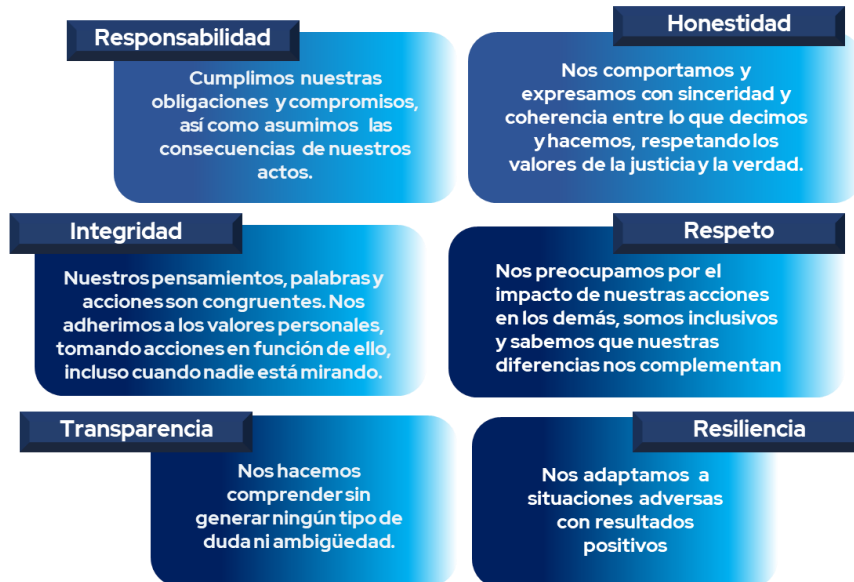 Responsabilidad
Cumplimos nuestras
obligaciones y compromisos,
así como asumimos las
consecuencias de nuestros
actos.
Honestidad
Nos comportamos y
expresamos con sinceridad y
coherencia entre lo que decimos
y hacemos, respetando los
valores de la justicia y la verdad.
Integridad
Nuestros pensamientos, palabras y
acciones son congruentes. Nos
adherimos a los valores personales,
tomando acciones en función de ello,
incluso cuando nadie está mirando.
Respeto
Nos preocupamos por el
impacto de nuestras acciones
en los demás, somos inclusivos
y sabemos que nuestras
diferencias nos complementan
Transparencia
Nos hacemos
comprender sin
generar ningún tipo de
duda ni ambigüedad.
Resiliencia
Nos adaptamos a
situaciones adversas
con resultados
positivos